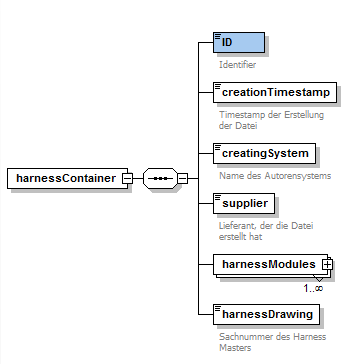 ID
Identifier
creationTimestamp
Timestamp der Erstellung
der Datei
creatingSystem
Name des Autorensystems
harnessContainer
supplier
Lieferant, der die Datei
erstellt hat
harnessModules
1..∞
harnessDrawing
Sachnummer des Harness
Masters